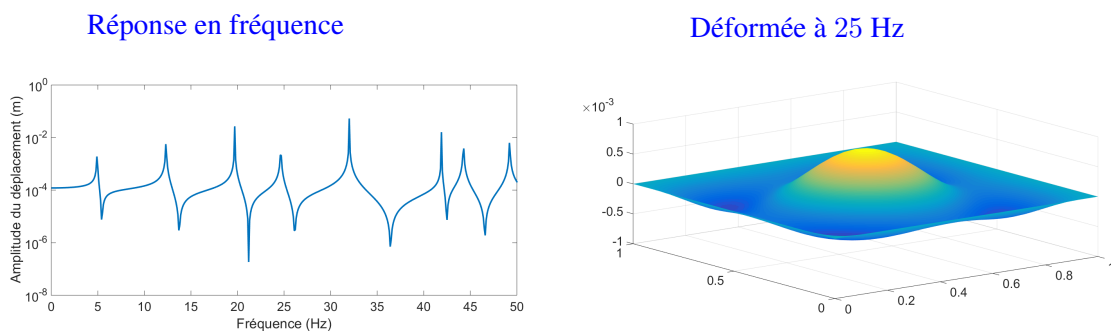 Réponse en fréquence
Déformée à 25 Hz
Amplitude du déplacement (m)
10^0
10^-2
10^-4
10^-6
10^-8
0 5 10 15 20 25 30 35 40 45 50
Fréquence (Hz)
×10^-3
1
0.5
0
-0.5
-1
1
0.5
0
0 0.2 0.4 0.6 0.8